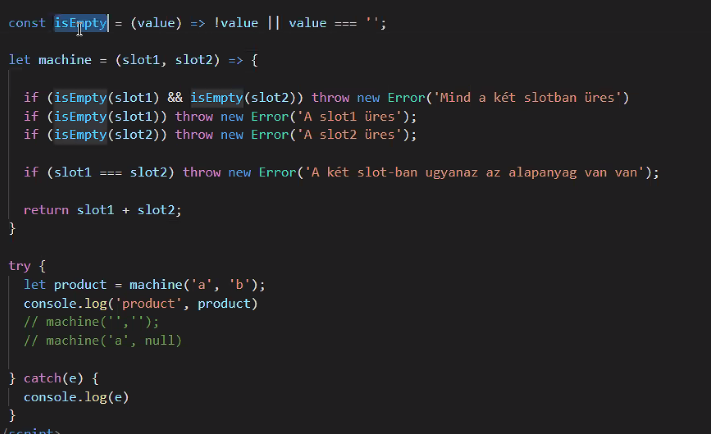 const isEmpty = (value) => !value || value === '';
let machine = (slot1, slot2) => {
if (isEmpty(slot1) && isEmpty(slot2)) throw new Error('Mind a két slotban üres')
if (isEmpty(slot1)) throw new Error('A slot1 üres');
if (isEmpty(slot2)) throw new Error('A slot2 üres');
if (slot1 === slot2) throw new Error('A két slot-ban ugyanaz az alapanyag van van');
return slot1 + slot2;
}
try {
let product = machine('a', 'b');
console.log('product', product)
// machine('','');
// machine('a', null)
} catch(e) {
console.log(e)
}
/script>